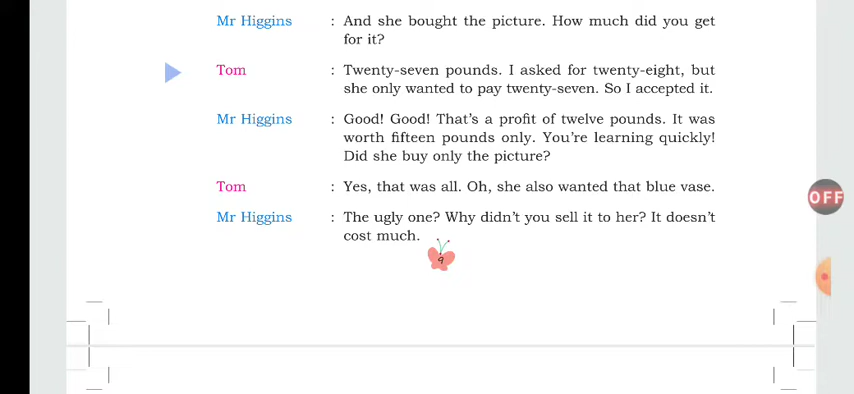 Mr Higgins : And she bought the picture. How much did you get
for it?
Tom : Twenty-seven pounds. I asked for twenty-eight, but
she only wanted to pay twenty-seven. So I accepted it.
Mr Higgins : Good! Good! That's a profit of twelve pounds. It was
worth fifteen pounds only. You're learning quickly!
Did she buy only the picture?
Tom : Yes, that was all. Oh, she also wanted that blue vase.
Mr Higgins : The ugly one? Why didn't you sell it to her? It doesn't
cost much.
9
OFF